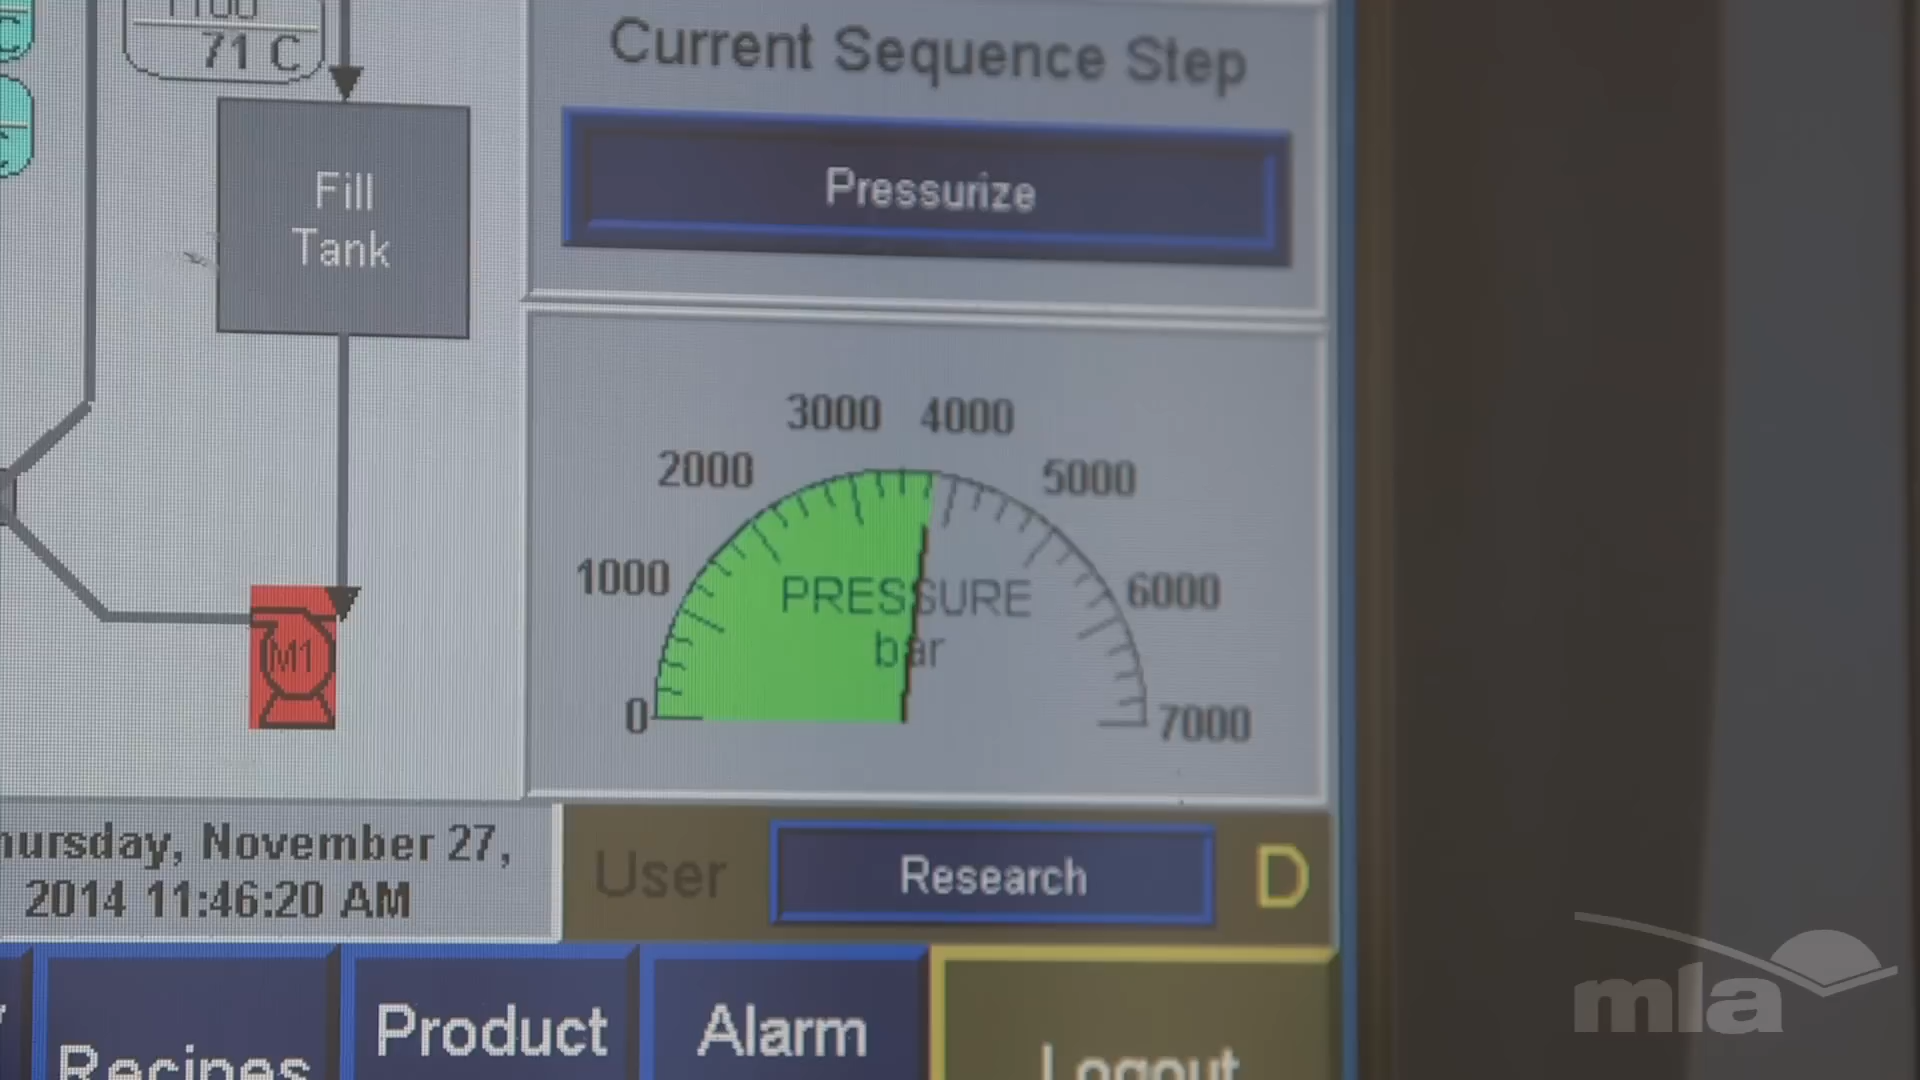 71 C
Current Sequence Step
Pressurize
Fill
Tank
3000 4000
2000 5000
1000 6000
PRESSURE
bar
0 7000
M1
November 27,
2014 11:46:20 AM
User Research D
Recipes Product Alarm Logout
mla